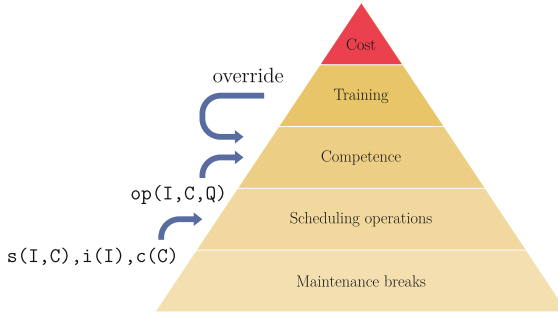 Cost
override
Training
Competence
op(I,C,Q)
Scheduling operations
s(I,C),i(I),c(C)
Maintenance breaks